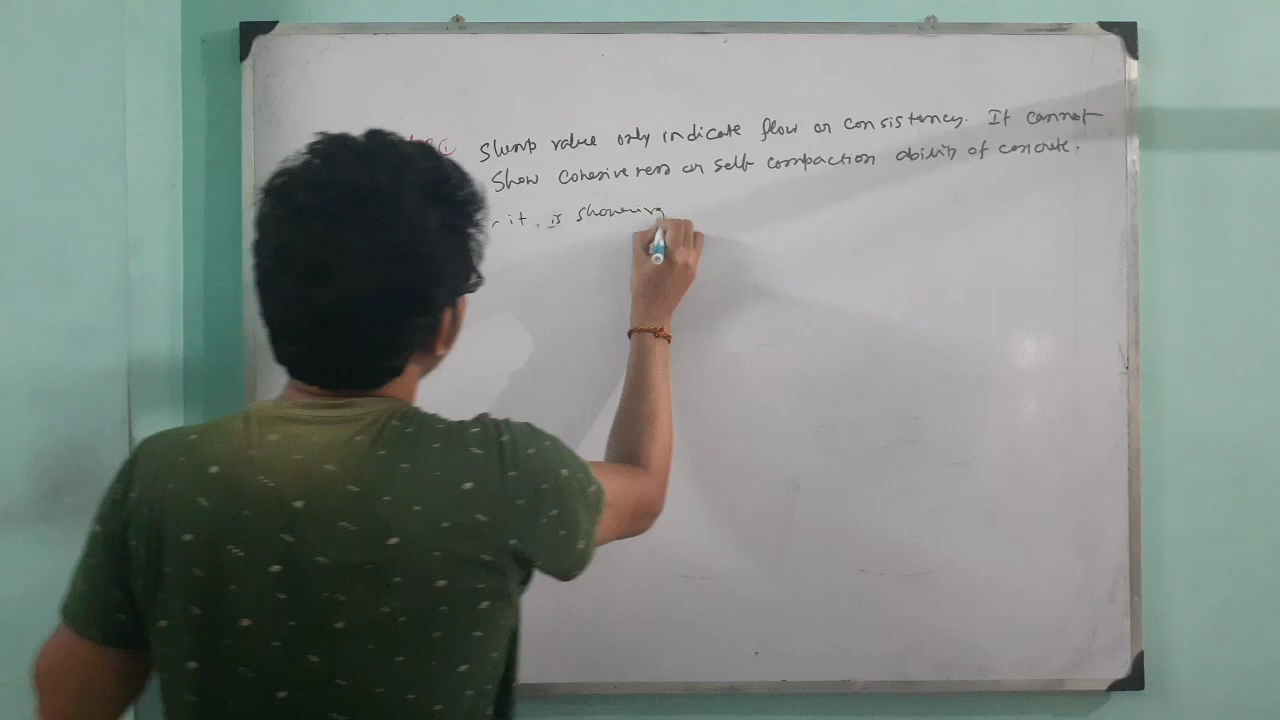 Slump value only indicate flow or consistency. It cannot
Show cohesiveness or self compaction ability of concrete.
it is showing